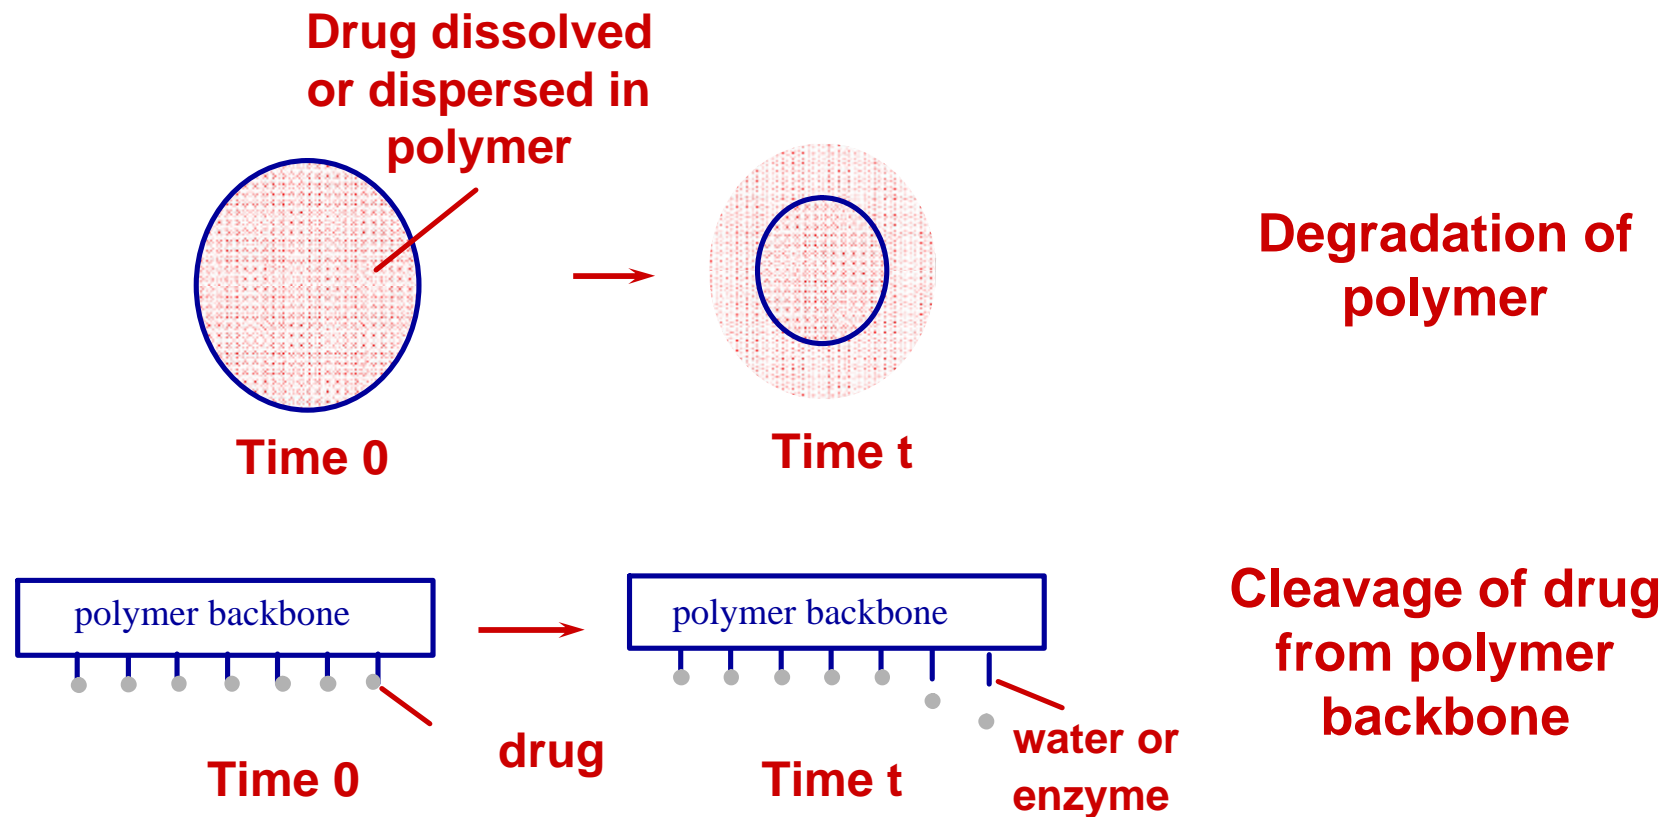 Drug dissolved
or dispersed in
polymer
Degradation of
polymer
Time 0
Time t
polymer backbone
polymer backbone
Cleavage of drug
from polymer
backbone
drug
water or
enzyme
Time 0
Time t